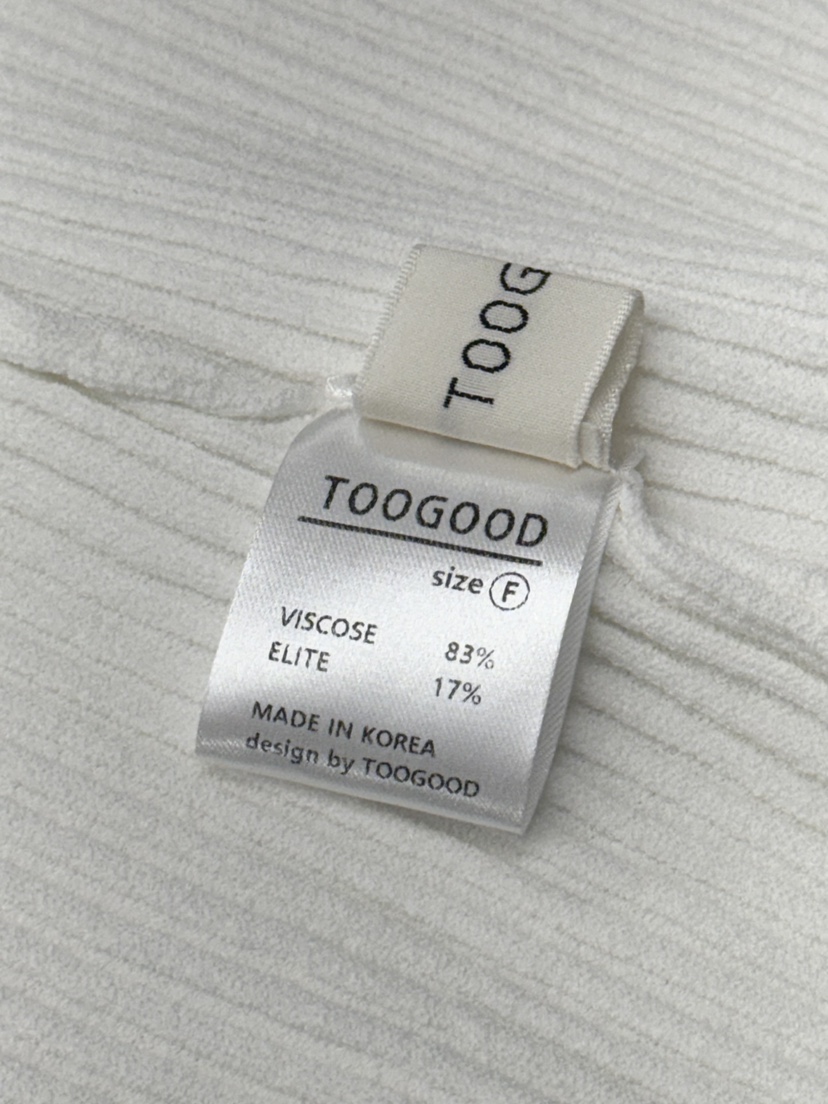 TOOG
TOOGOOD
size F
VISCOSE 83%
ELITE 17%
MADE IN KOREA
design by TOOGOOD